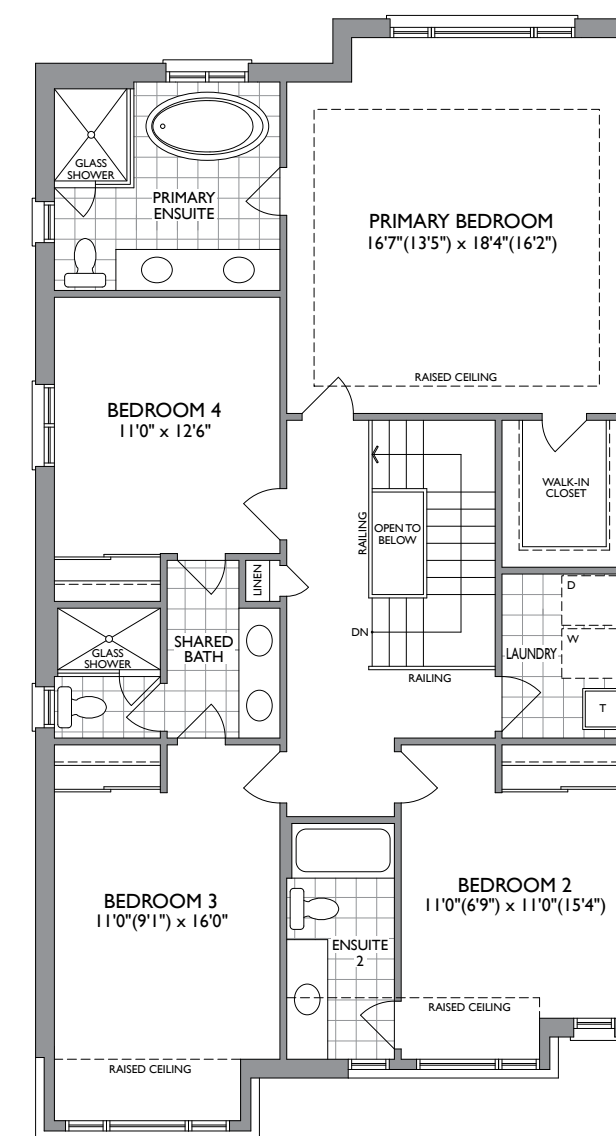 GLASS
SHOWER
PRIMARY
ENSUITE
PRIMARY BEDROOM
16'7"(13'5") x 18'4"(16'2")
RAISED CEILING
BEDROOM 4
11'0" x 12'6"
WALK-IN
CLOSET
RAILING
OPEN TO
BELOW
LINEN
D
W
DN
SHARED
BATH
GLASS
SHOWER
LAUNDRY
RAILING
T
BEDROOM 3
11'0"(9'1") x 16'0"
BEDROOM 2
11'0"(6'9") x 11'0"(15'4")
ENSUITE
2
RAISED CEILING
RAISED CEILING